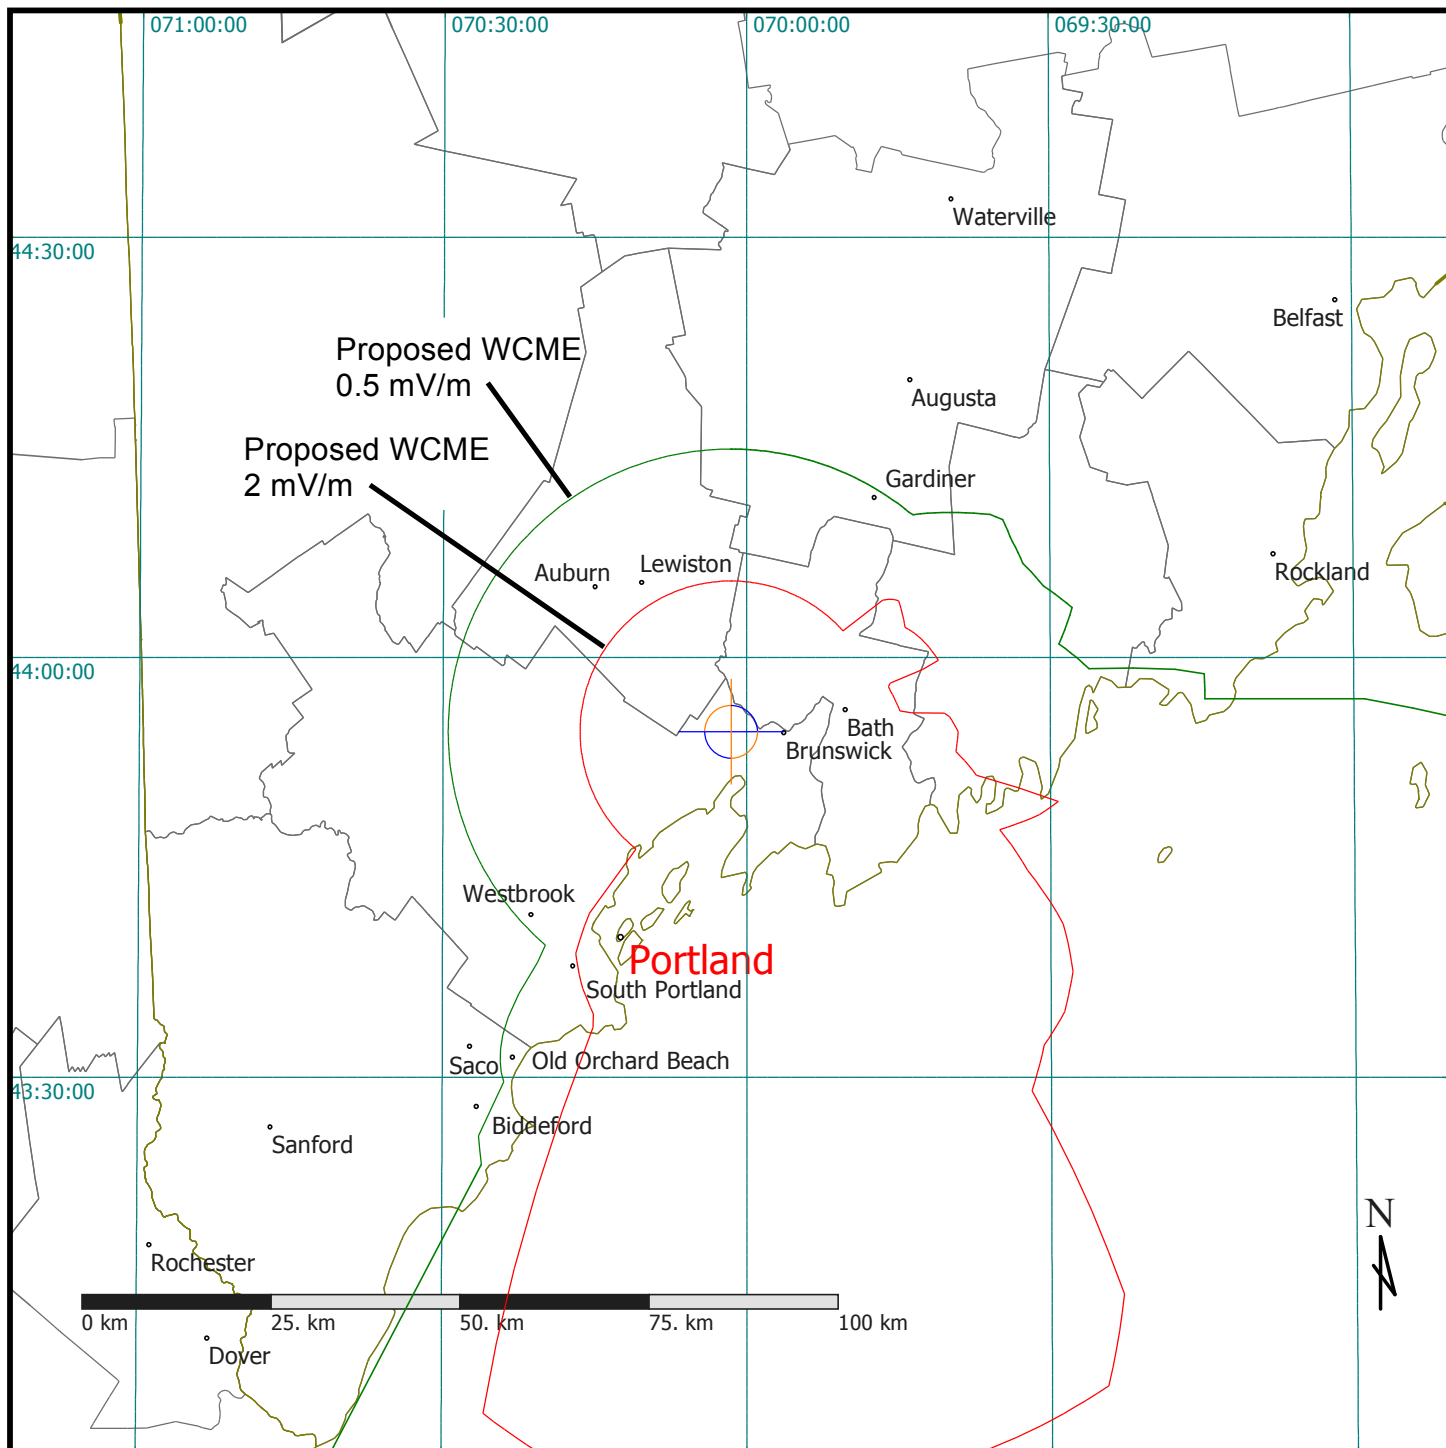 071:00:00
070:30:00
070:00:00
069:30:00
Waterville
44:30:00
Belfast
Proposed WCME
0.5 mV/m
Augusta
Proposed WCME
2 mV/m
Gardiner
Lewiston
Auburn
Rockland
44:00:00
Bath
Brunswick
Westbrook
Portland
South Portland
Saco
Old Orchard Beach
43:30:00
Biddeford
Sanford
N
Rochester
0 km
25. km
50. km
75. km
100 km
Dover